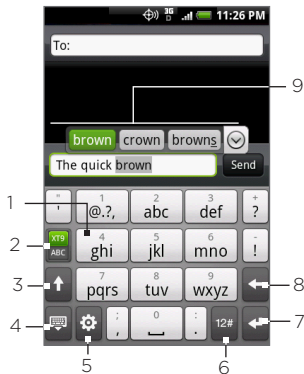 3G
D
11:26 PM
To:
9
brown crown browns
The quick brown
Send
" 1 2 3 +
' @.?, abc def ?
1
XT9 4 5 6 -
2
ABC ghi jkl mno !
7 8 9
3
pqrs tuv wxyz
8
; 0 :
4
, . 12#
7
5
6